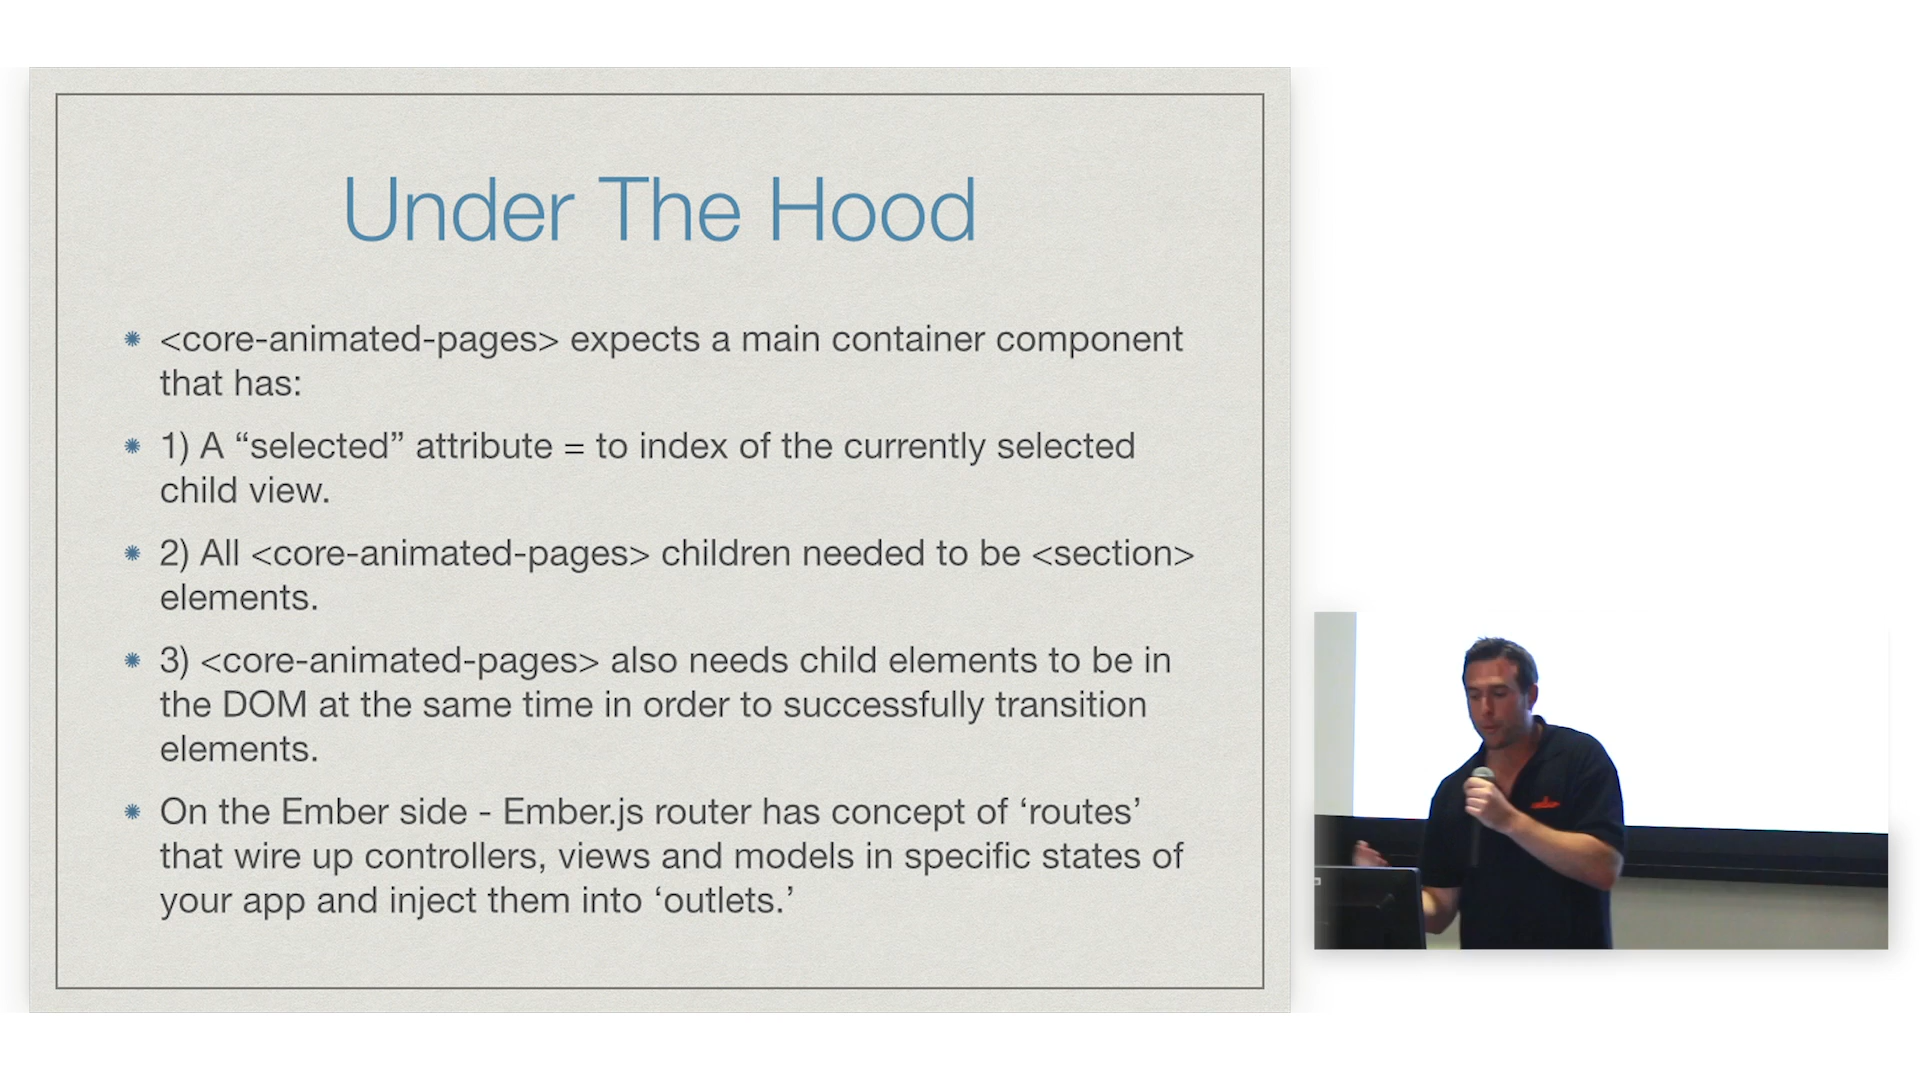 Under The Hood
<core-animated-pages> expects a main container component
that has:
1) A “selected” attribute = to index of the currently selected
child view.
2) All <core-animated-pages> children needed to be <section>
elements.
3) <core-animated-pages> also needs child elements to be in
the DOM at the same time in order to successfully transition
elements.
On the Ember side - Ember.js router has concept of ‘routes’
that wire up controllers, views and models in specific states of
your app and inject them into ‘outlets.’